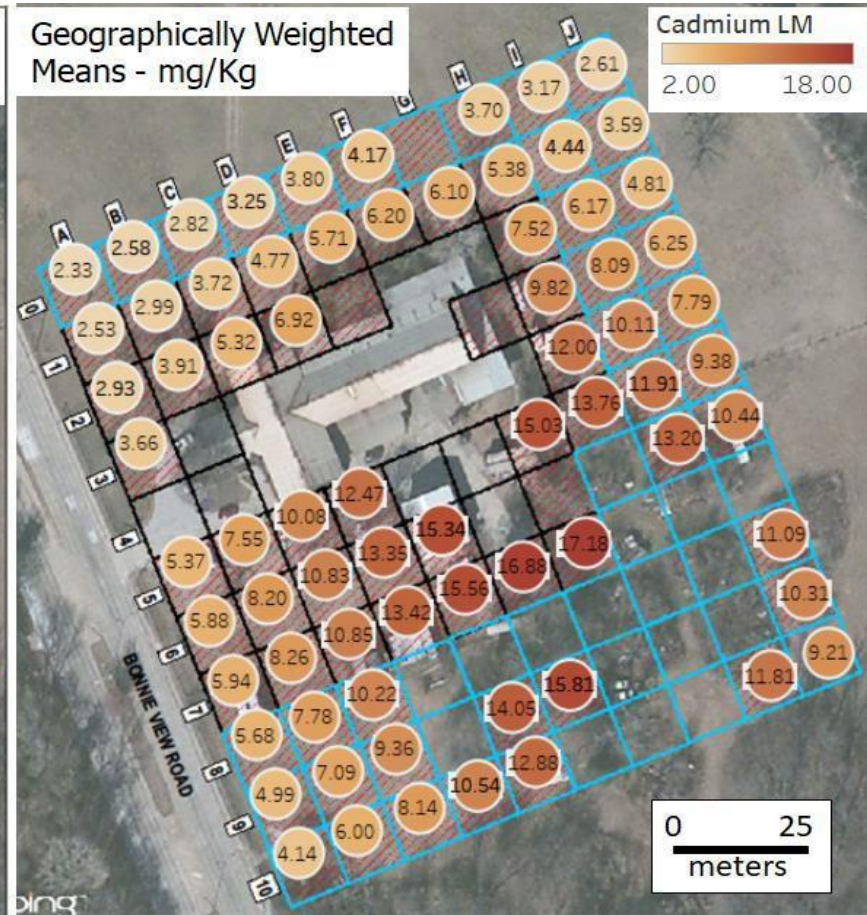 Geographically Weighted
Means - mg/Kg
Cadmium LM
2.00 18.00
A B C D E F G H I J
0
1
2
3
4
5
6
7
8
9
10
2.33 2.58 2.82 3.25 3.80 4.17 3.70 3.17 2.61
2.53 2.99 3.72 4.77 5.71 6.20 6.10 5.38 4.44 3.59
2.93 3.91 5.32 6.92 7.52 6.17 4.81
3.66 9.82 8.09 6.25
12.00 10.11 7.79
5.37 7.55 10.08 12.47 15.03 13.76 11.91 9.38
5.88 8.20 10.83 13.35 15.34 13.20 10.44
5.94 8.26 10.85 13.42 15.56 16.88 17.18
5.68 7.78 10.22 11.09
4.99 7.09 9.36 14.05 15.81 10.31
4.14 6.00 8.14 10.54 12.88 11.81 9.21
BONNIE VIEW ROAD
0 25
meters
bing